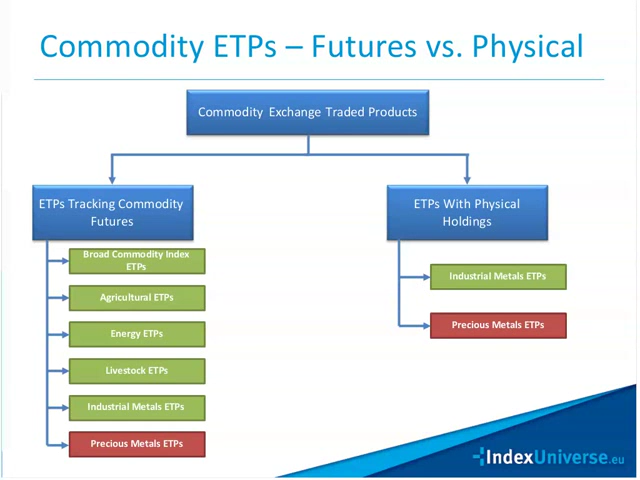 Commodity ETPs – Futures vs. Physical
Commodity Exchange Traded Products
ETPs Tracking Commodity
Futures
ETPs With Physical
Holdings
Broad Commodity Index
ETPs
Agricultural ETPs
Energy ETPs
Livestock ETPs
Industrial Metals ETPs
Precious Metals ETPs
Industrial Metals ETPs
Precious Metals ETPs
IndexUniverse.eu